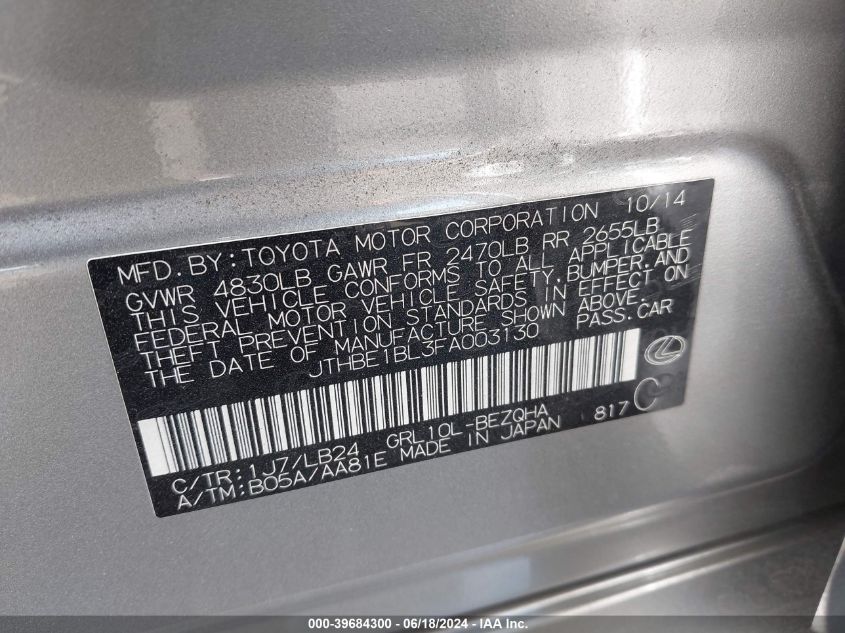 MFD. BY: TOYOTA MOTOR CORPORATION 10/14
GVWR 4830LB GAWR FR 2470LB RR 2655LB
THIS VEHICLE CONFORMS TO ALL APPLICABLE
FEDERAL MOTOR VEHICLE SAFETY, BUMPER, AND
THEFT PREVENTION STANDARDS IN EFFECT ON
THE DATE OF MANUFACTURE SHOWN ABOVE.
JTHBE1BL3FA003130 PASS. CAR
C/TR: 1J7/LB24 GRL10L-BEZQHA 817 C
A/TM: B05A/AA81E MADE IN JAPAN
000-39684300 - 06/18/2024 - IAA Inc.